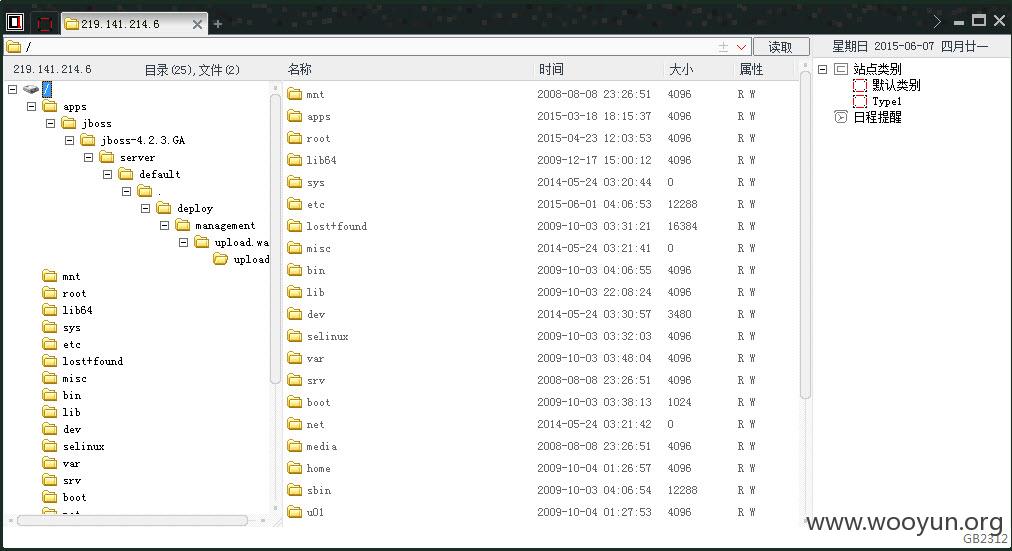 219.141.214.6
/
读取
星期日 2015-06-07 四月廿一
219.141.214.6 目录(25),文件(2)
名称 时间 大小 属性
/
apps
jboss
jboss-4.2.3.GA
server
default
.
deploy
management
upload.wa
upload
mnt
root
lib64
sys
etc
lost+found
misc
bin
lib
dev
selinux
var
srv
boot
net
mnt 2008-08-08 23:26:51 4096 R W
apps 2015-03-18 18:15:37 4096 R W
root 2015-04-23 12:03:53 4096 R W
lib64 2009-12-17 15:00:12 4096 R W
sys 2014-05-24 03:20:44 0 R W
etc 2015-06-01 04:06:53 12288 R W
lost+found 2009-10-03 03:31:21 16384 R W
misc 2014-05-24 03:21:41 0 R W
bin 2009-10-03 04:06:55 4096 R W
lib 2009-10-03 22:08:24 4096 R W
dev 2014-05-24 03:30:57 3480 R W
selinux 2009-10-03 03:32:03 4096 R W
var 2009-10-03 03:48:04 4096 R W
srv 2008-08-08 23:26:51 4096 R W
boot 2009-10-03 03:38:13 1024 R W
net 2014-05-24 03:21:42 0 R W
media 2008-08-08 23:26:51 4096 R W
home 2009-10-04 01:26:57 4096 R W
sbin 2009-10-03 04:06:54 12288 R W
u01 2009-10-04 01:27:53 4096 R W
站点类别
默认类别
Type1
日程提醒
www.wooyun.org
GB2312